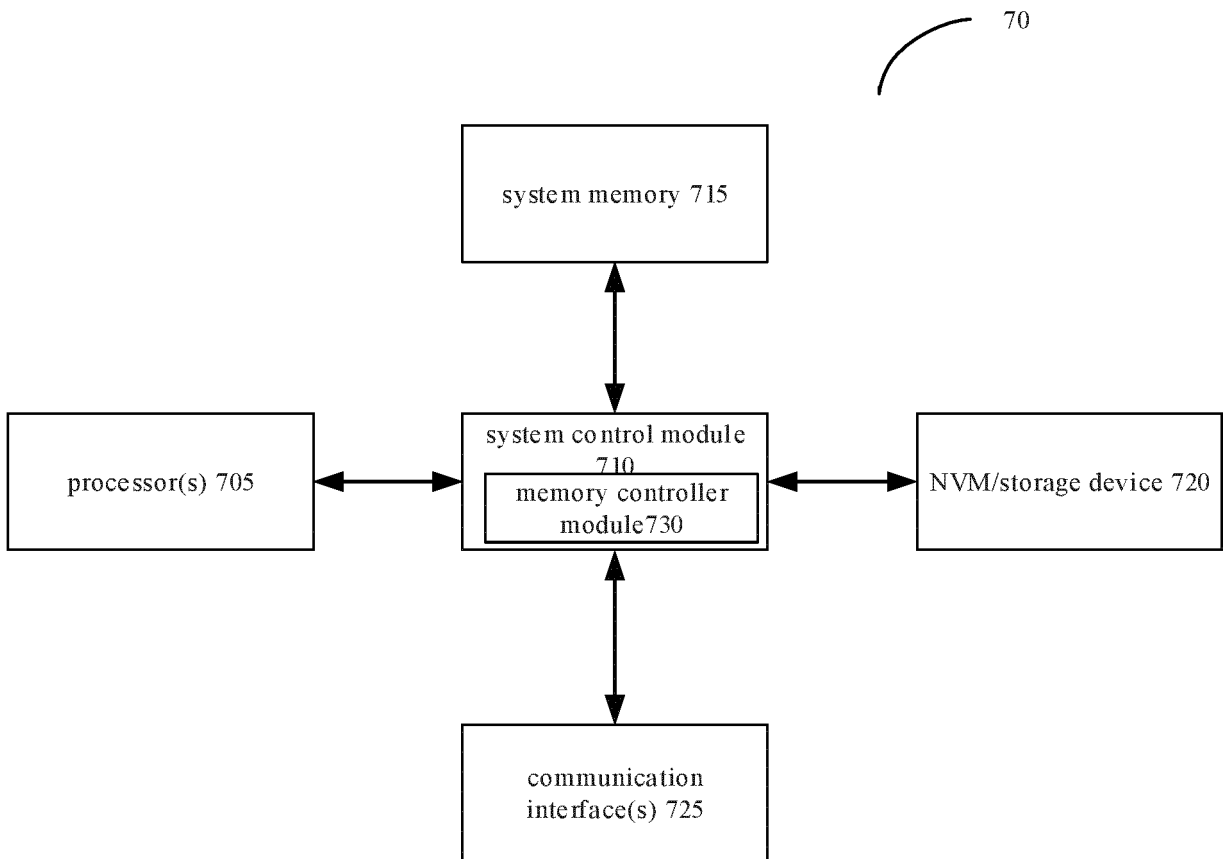 70
system memory 715
system control module
710
memory controller
module730
processor(s) 705
NVM/storage device 720
communication
interface(s) 725